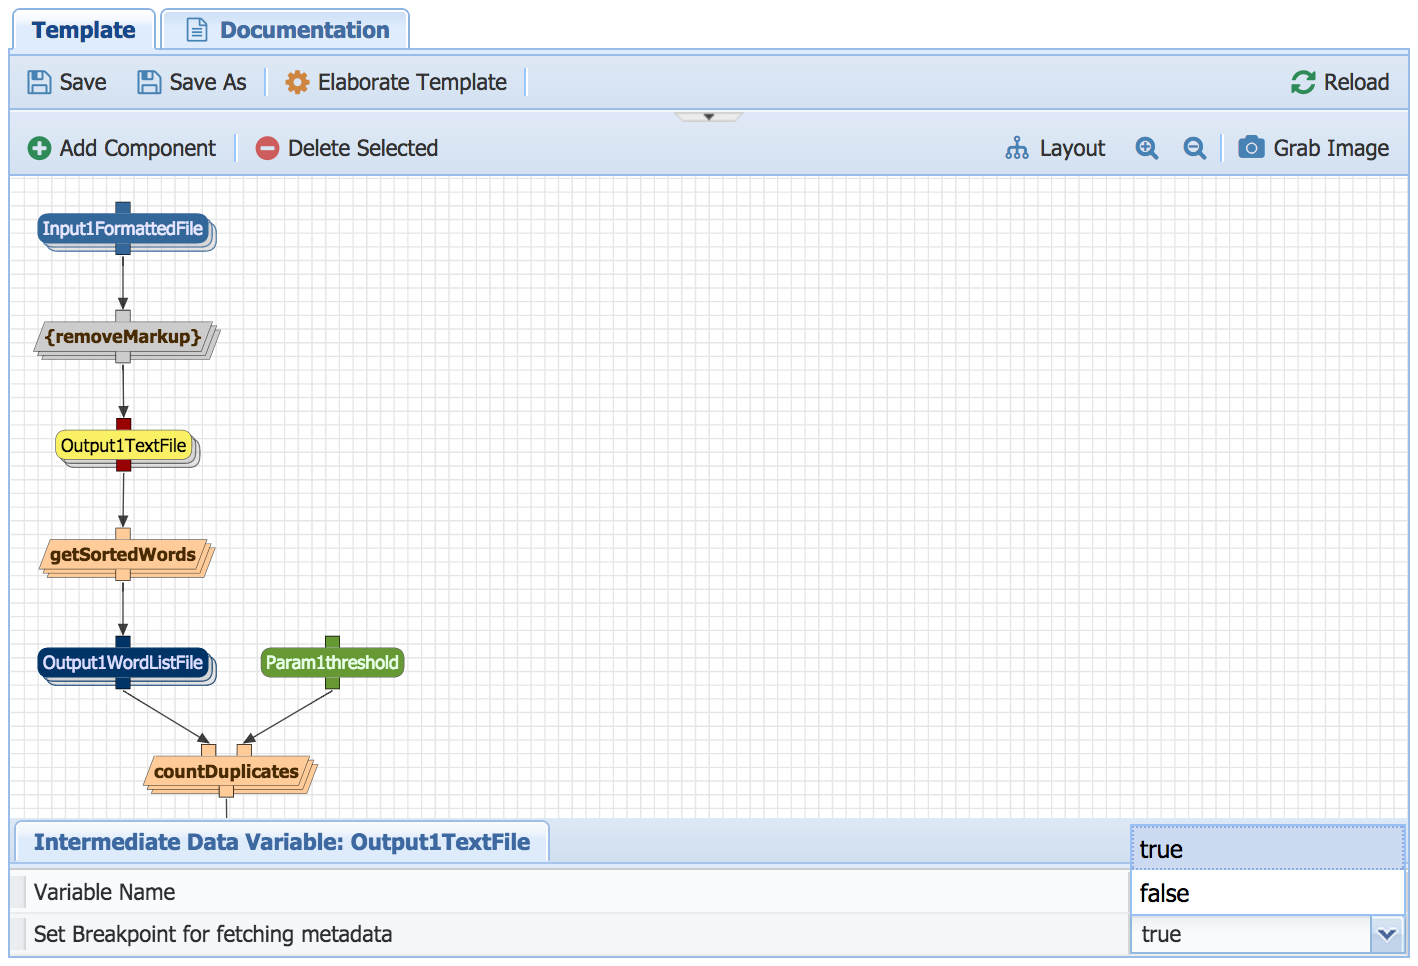 Template
Documentation
Save
Save As
Elaborate Template
Reload
Add Component
Delete Selected
Layout
Grab Image
Input1FormattedFile
{removeMarkup}
Output1TextFile
getSortedWords
Output1WordListFile
Param1threshold
countDuplicates
Intermediate Data Variable: Output1TextFile
true
Variable Name
false
Set Breakpoint for fetching metadata
true